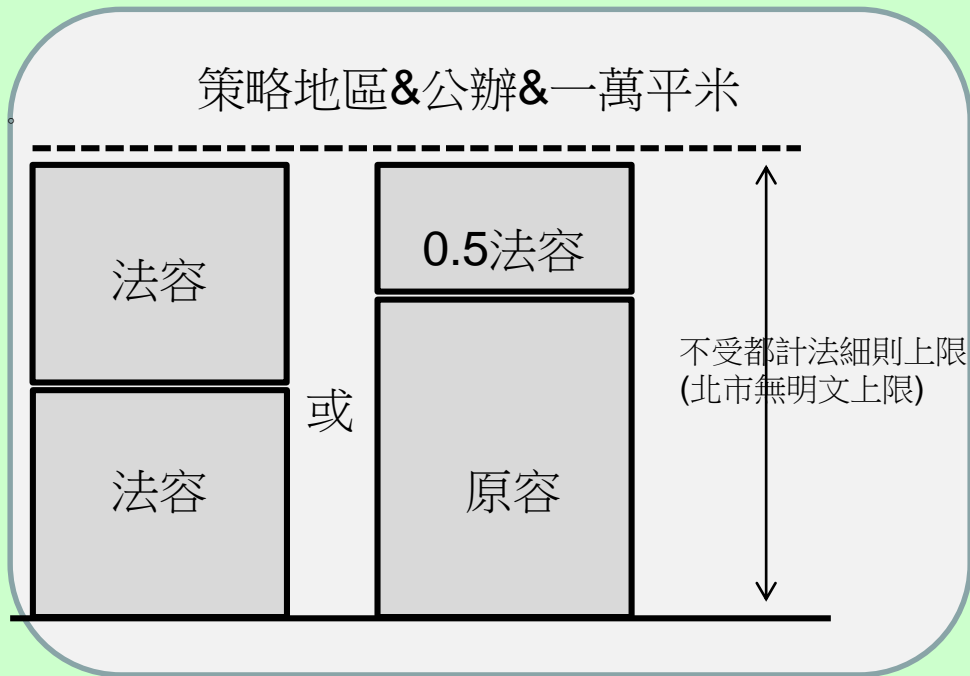 策略地區&公辦&一萬平米
。
法容
0.5法容
法容
或
原容
不受都計法細則上限
(北市無明文上限)